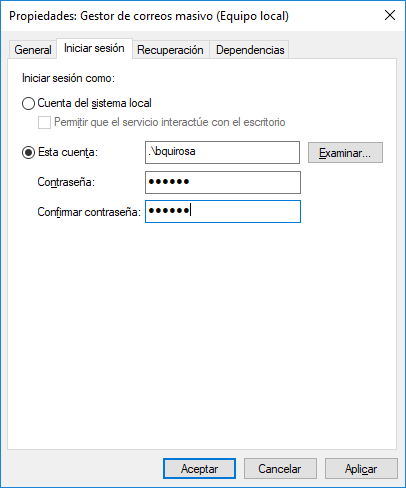 Propiedades: Gestor de correos masivo (Equipo local)
General Iniciar sesión Recuperación Dependencias
Iniciar sesión como:
Cuenta del sistema local
Permitir que el servicio interactúe con el escritorio
Esta cuenta: .\bquirosa Examinar...
Contraseña: ●●●●●●
Confirmar contraseña: ●●●●●●
Aceptar Cancelar Aplicar